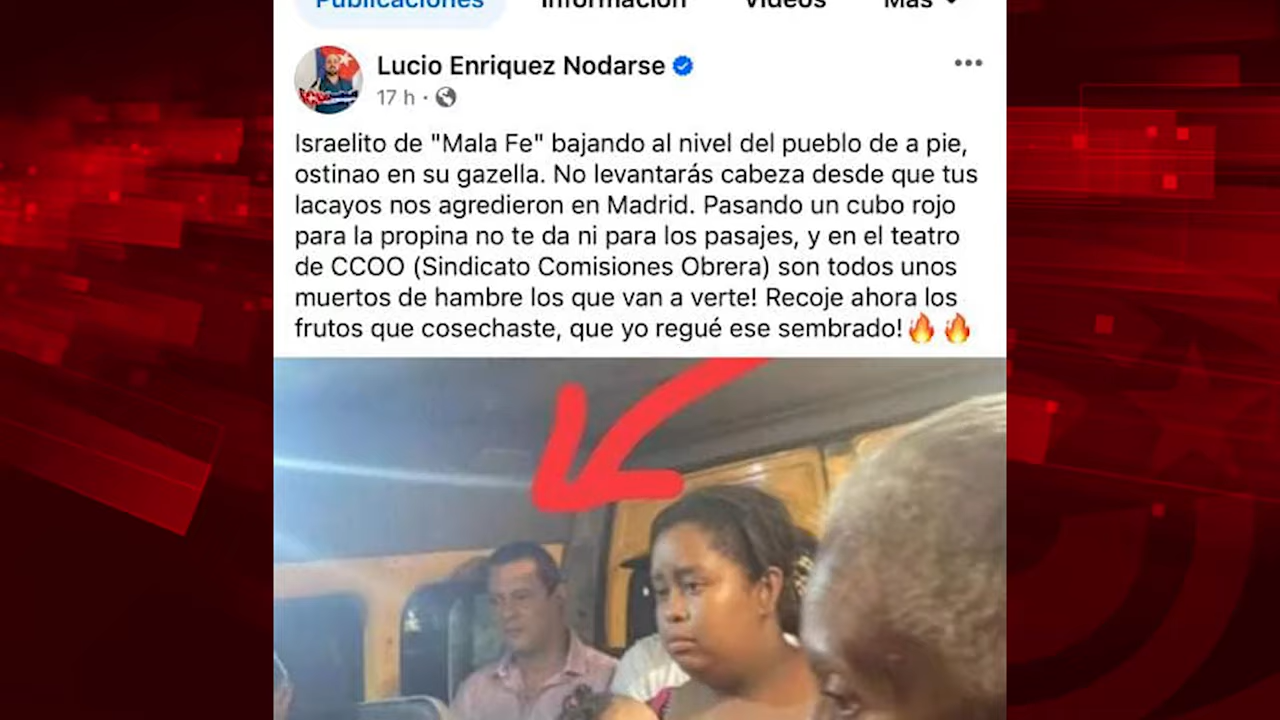 Publicaciones Información Videos Más
Lucio Enriquez Nodarse
17 h ·
Israelito de "Mala Fe" bajando al nivel del pueblo de a pie,
ostinao en su gazella. No levantarás cabeza desde que tus
lacayos nos agredieron en Madrid. Pasando un cubo rojo
para la propina no te da ni para los pasajes, y en el teatro
de CCOO (Sindicato Comisiones Obrera) son todos unos
muertos de hambre los que van a verte! Recoje ahora los
frutos que cosechaste, que yo regué ese sembrado!🔥🔥